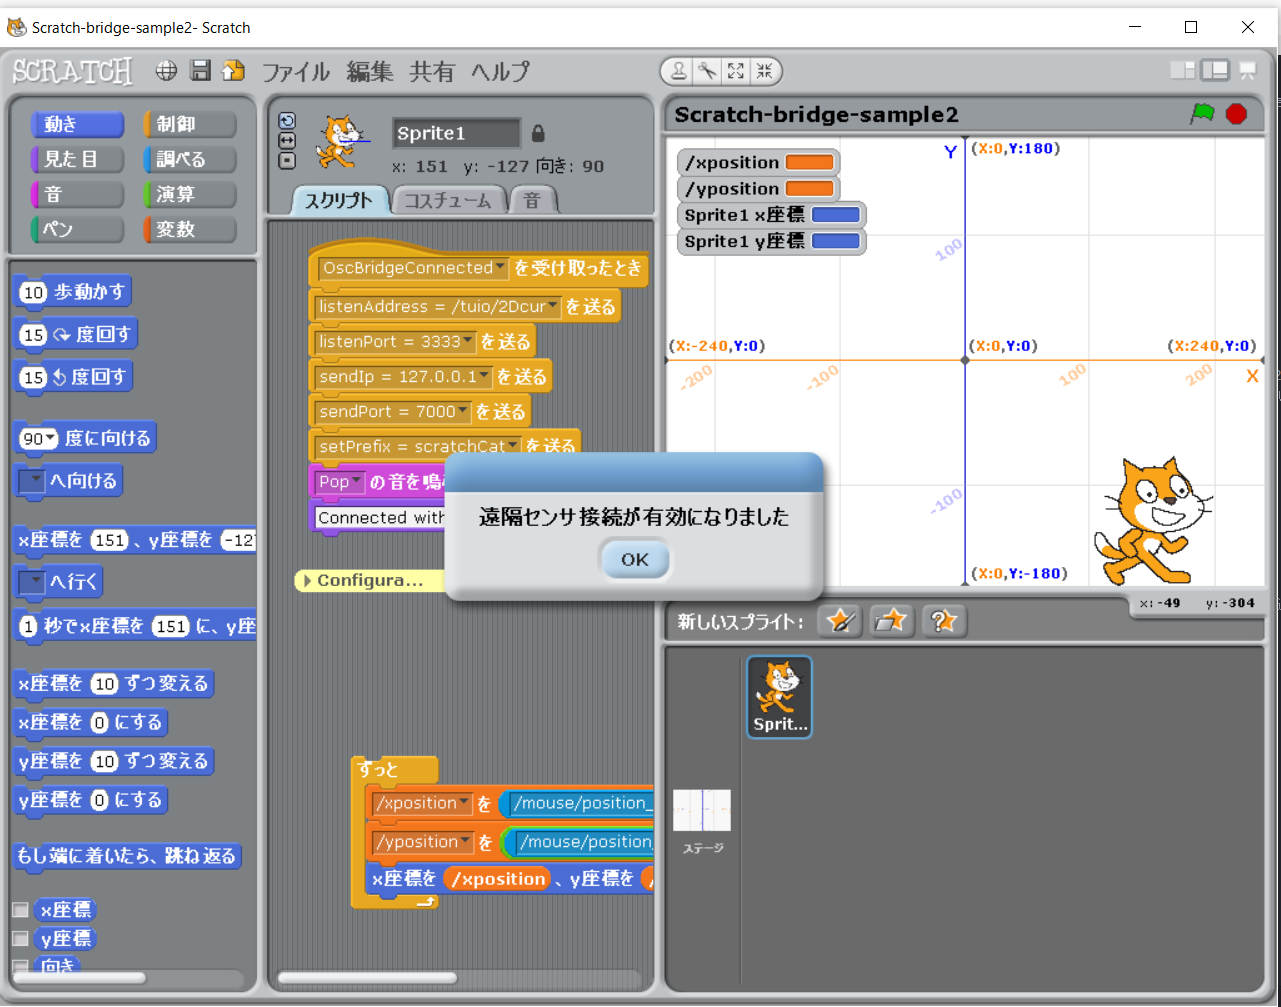 Scratch-bridge-sample2- Scratch
SCRATCH ファイル 編集 共有 ヘルプ
動き 制御
見た目 調べる
音 演算
ペン 変数
10 歩動かす
15 度回す
15 度回す
90 度に向ける
へ向ける
x座標を 151 、y座標を -12
へ行く
1 秒でx座標を 151 に、y座
x座標を 10 ずつ変える
x座標を 0 にする
y座標を 10 ずつ変える
y座標を 0 にする
もし端に着いたら、跳ね返る
x座標
y座標
向き
Sprite1
x: 151 y: -127 向き: 90
スクリプト コスチューム 音
OscBridgeConnected を受け取ったとき
listenAddress = /tuio/2Dcur を送る
listenPort = 3333 を送る
sendIp = 127.0.0.1 を送る
sendPort = 7000 を送る
setPrefix = scratchCat を送る
Pop の音を鳴
Connected with
Configura...
ずっと
/xposition を /mouse/position_
/yposition を /mouse/position_
x座標を /xposition 、y座標を
遠隔センサ接続が有効になりました
OK
Scratch-bridge-sample2
/xposition
/yposition
Sprite1 x座標
Sprite1 y座標
Y (X:0,Y:180)
100
(X:-240,Y:0) (X:0,Y:0) (X:240,Y:0)
-200 -100 100 200 X
-100
(X:0,Y:-180)
x: -49 y: -304
新しいスプライト:
Sprit...
ステージ